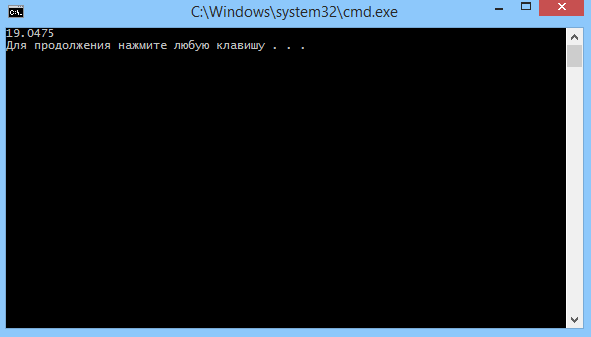 C:\Windows\system32\cmd.exe
19.0475
Для продолжения нажмите любую клавишу . . .